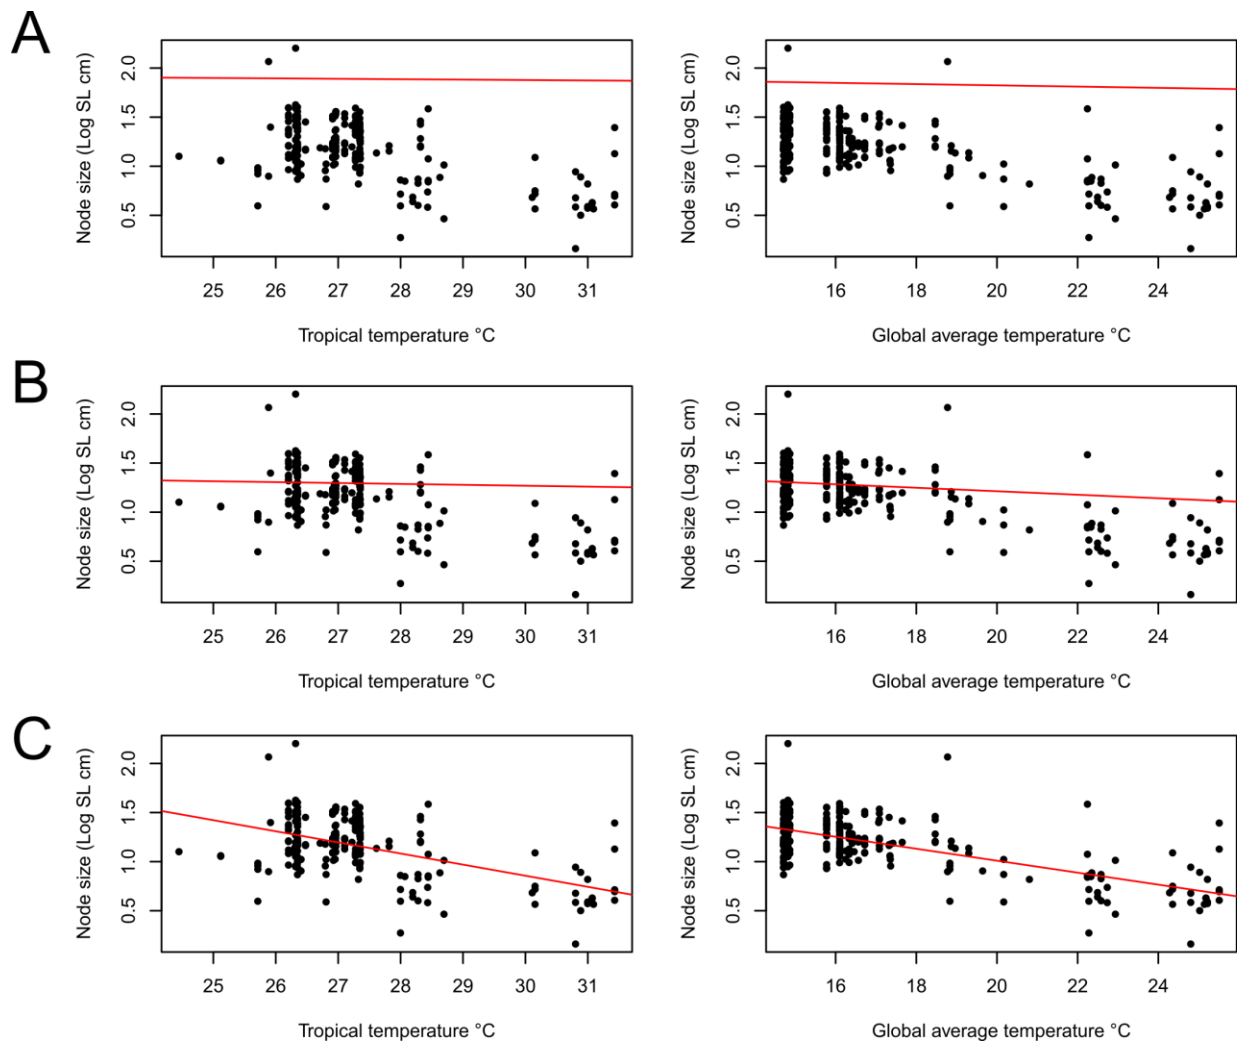 A
Node size (Log SL cm)
0.5 1.0 1.5 2.0
25 26 27 28 29 30 31
Tropical temperature °C
Node size (Log SL cm)
0.5 1.0 1.5 2.0
16 18 20 22 24
Global average temperature °C
B
Node size (Log SL cm)
0.5 1.0 1.5 2.0
25 26 27 28 29 30 31
Tropical temperature °C
Node size (Log SL cm)
0.5 1.0 1.5 2.0
16 18 20 22 24
Global average temperature °C
C
Node size (Log SL cm)
0.5 1.0 1.5 2.0
25 26 27 28 29 30 31
Tropical temperature °C
Node size (Log SL cm)
0.5 1.0 1.5 2.0
16 18 20 22 24
Global average temperature °C